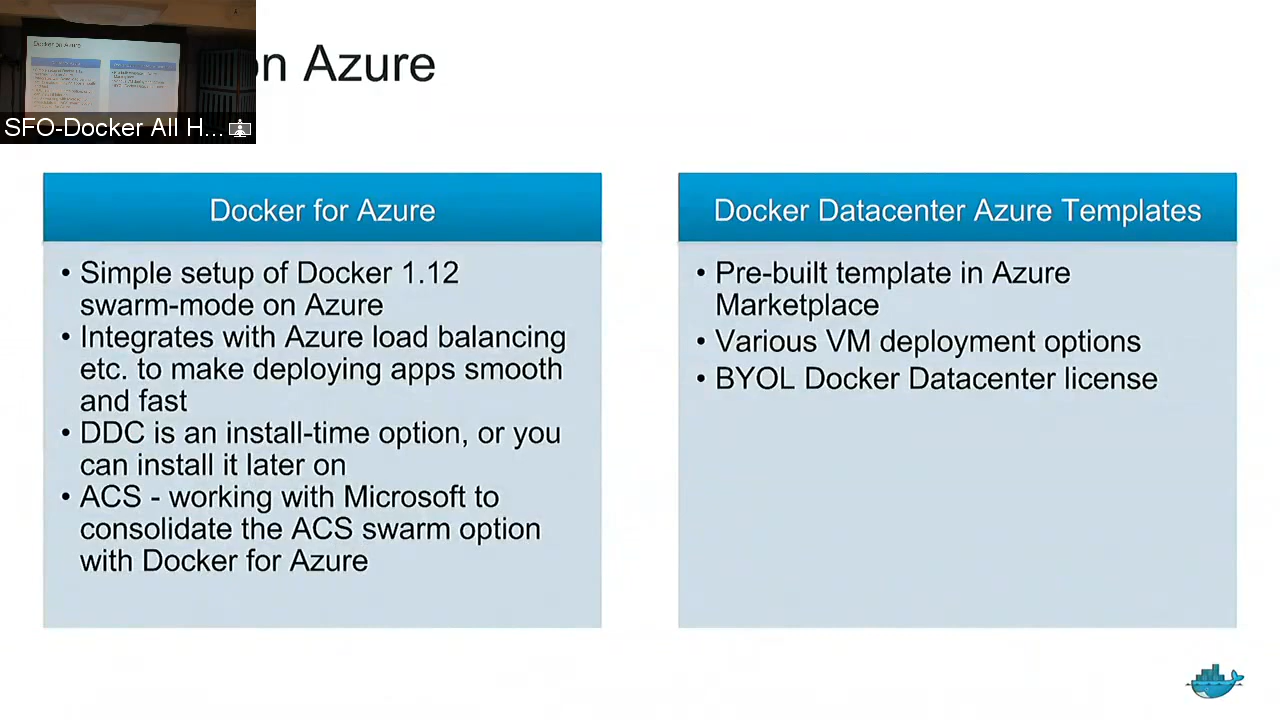 SFO-Docker All H...
on Azure
Docker for Azure
• Simple setup of Docker 1.12
swarm-mode on Azure
• Integrates with Azure load balancing
etc. to make deploying apps smooth
and fast
• DDC is an install-time option, or you
can install it later on
• ACS - working with Microsoft to
consolidate the ACS swarm option
with Docker for Azure
Docker Datacenter Azure Templates
• Pre-built template in Azure
Marketplace
• Various VM deployment options
• BYOL Docker Datacenter license